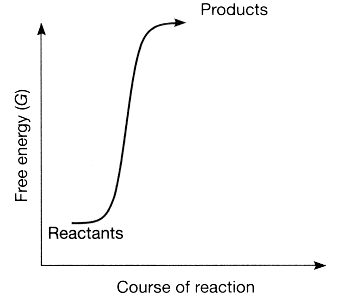 Products
Free energy (G)
Reactants
Course of reaction